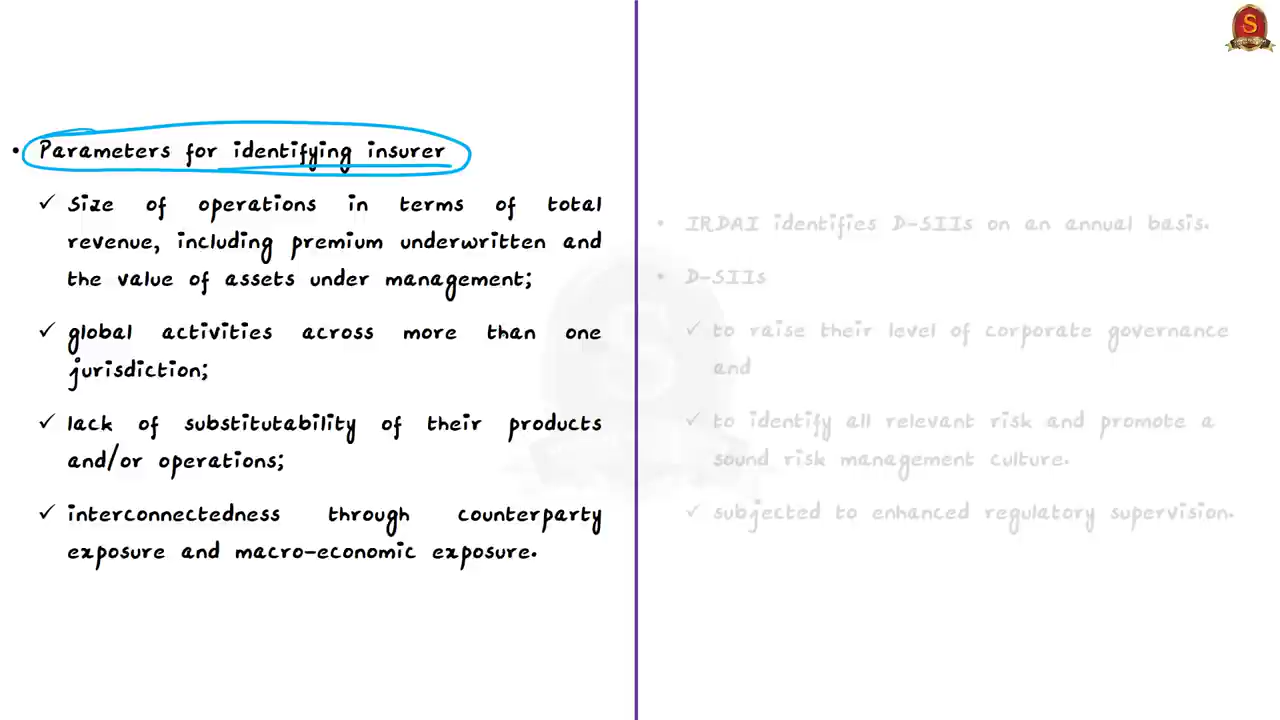 • Parameters for identifying insurer
✓ Size of operations in terms of total
revenue, including premium underwritten and
the value of assets under management;
✓ global activities across more than one
jurisdiction;
✓ lack of substitutability of their products
and/or operations;
✓ interconnectedness through counterparty
exposure and macro-economic exposure.
• IRDAI identifies D-SIIs on an annual basis.
• D-SIIs
✓ to raise their level of corporate governance
and
✓ to identify all relevant risk and promote a
sound risk management culture.
✓ subjected to enhanced regulatory supervision.
S